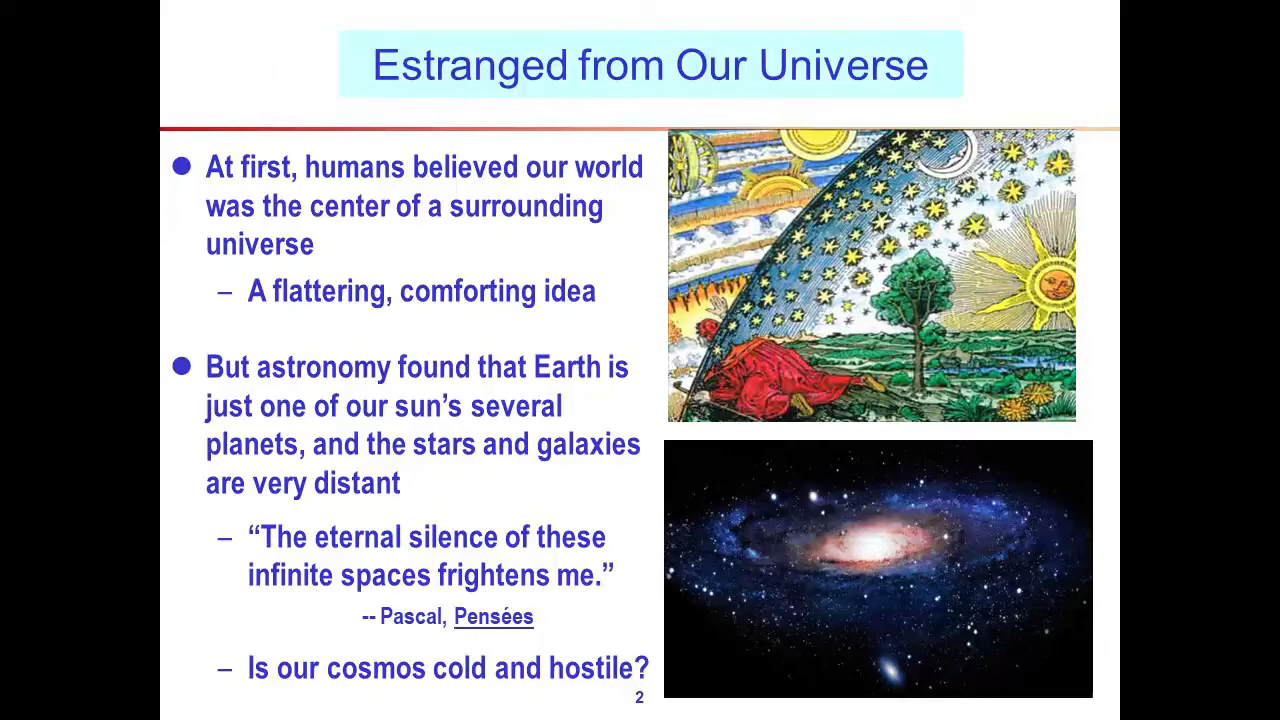 Estranged from Our Universe
● At first, humans believed our world
was the center of a surrounding
universe
– A flattering, comforting idea
● But astronomy found that Earth is
just one of our sun’s several
planets, and the stars and galaxies
are very distant
– “The eternal silence of these
infinite spaces frightens me.”
-- Pascal, Pensées
– Is our cosmos cold and hostile?
2